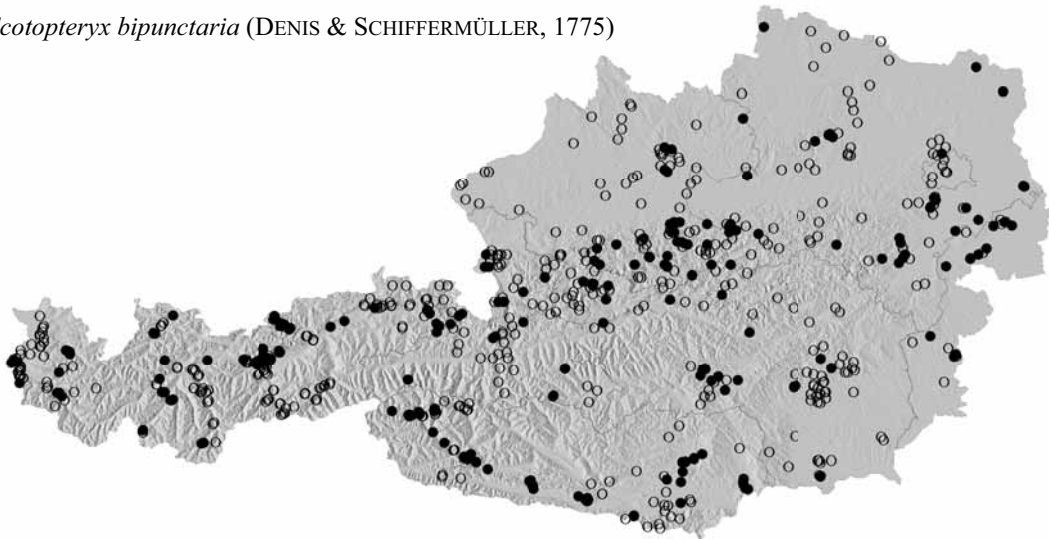 cotopteryx bipunctaria (DENIS & SCHIFFERMÜLLER, 1775)